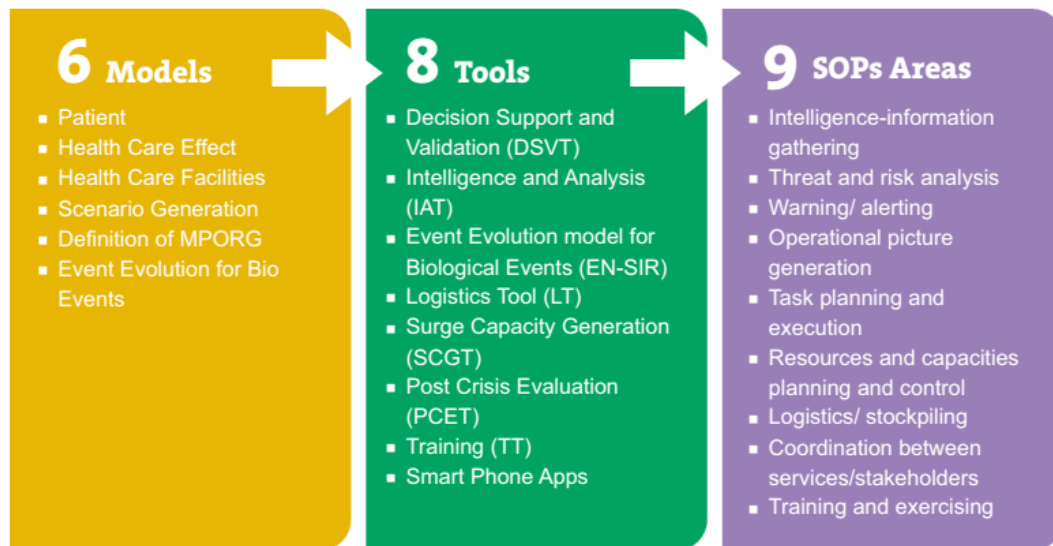 6 Models
▪ Patient
▪ Health Care Effect
▪ Health Care Facilities
▪ Scenario Generation
▪ Definition of MPORG
▪ Event Evolution for Bio
Events
8 Tools
▪ Decision Support and
Validation (DSVT)
▪ Intelligence and Analysis
(IAT)
▪ Event Evolution model for
Biological Events (EN-SIR)
▪ Logistics Tool (LT)
▪ Surge Capacity Generation
(SCGT)
▪ Post Crisis Evaluation
(PCET)
▪ Training (TT)
▪ Smart Phone Apps
9 SOPs Areas
▪ Intelligence-information
gathering
▪ Threat and risk analysis
▪ Warning/ alerting
▪ Operational picture
generation
▪ Task planning and
execution
▪ Resources and capacities
planning and control
▪ Logistics/ stockpiling
▪ Coordination between
services/stakeholders
▪ Training and exercising